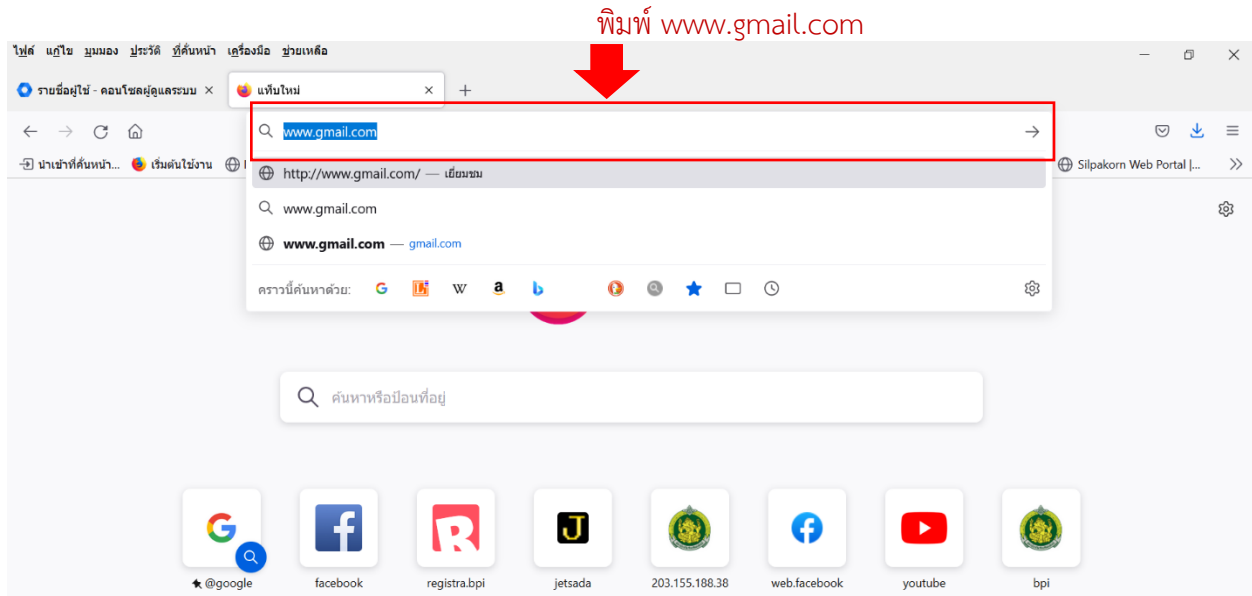 พิมพ์ www.gmail.com
ไฟล์ แก้ไข มุมมอง ประวัติ ที่คั่นหน้า เครื่องมือ ช่วยเหลือ
รายชื่อผู้ใช้ - คอนโซลผู้ดูแลระบบ แท็บใหม่
www.gmail.com
นำเข้าที่คั่นหน้า... เริ่มต้นใช้งาน Silpakorn Web Portal |...
http://www.gmail.com/ — เยี่ยมชม
www.gmail.com
www.gmail.com — gmail.com
คราวนี้ค้นหาด้วย:
ค้นหาหรือป้อนที่อยู่
@google facebook registra.bpi jetsada 203.155.188.38 web.facebook youtube bpi